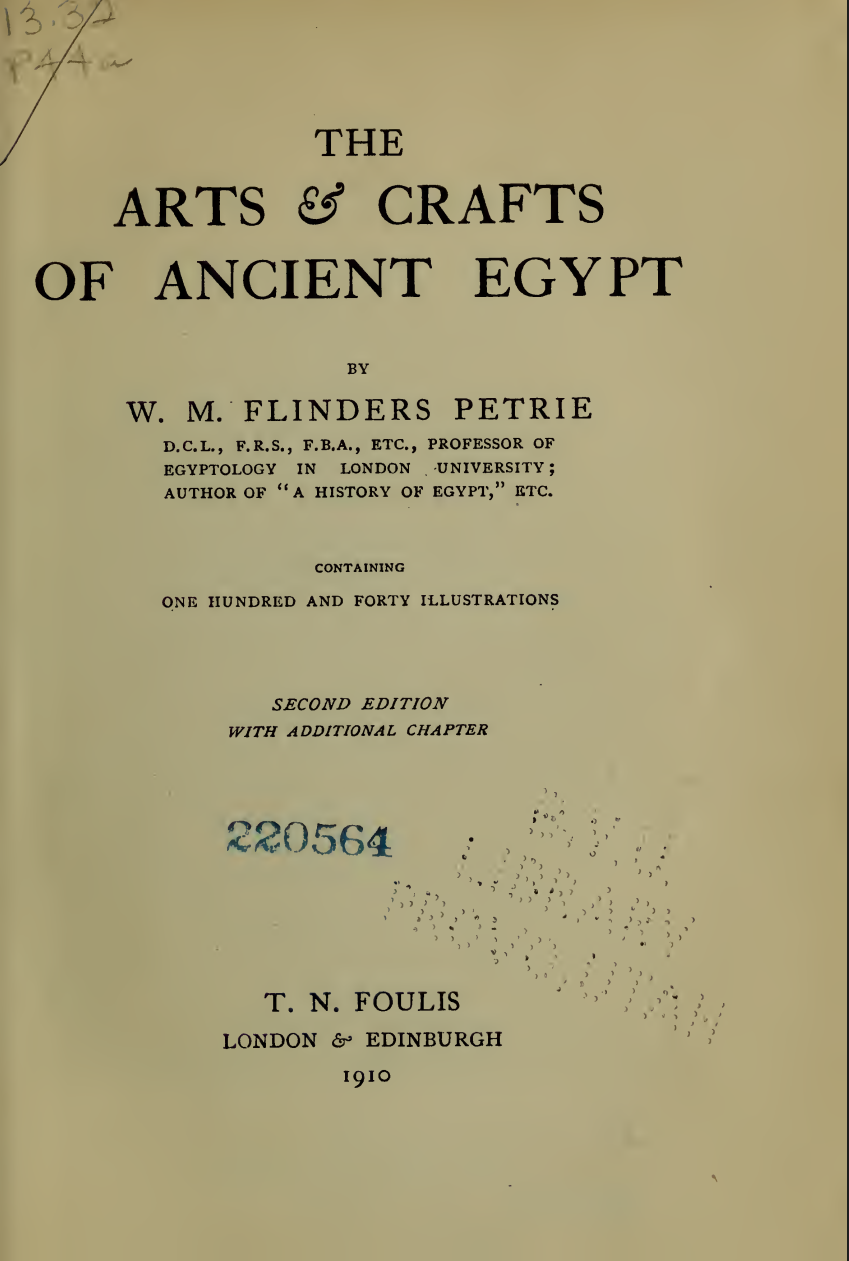 13.32
THE
ARTS & CRAFTS
OF ANCIENT EGYPT
BY
W. M. FLINDERS PETRIE
D.C.L., F.R.S., F.B.A., ETC., PROFESSOR OF
EGYPTOLOGY IN LONDON UNIVERSITY;
AUTHOR OF "A HISTORY OF EGYPT," ETC.
CONTAINING
ONE HUNDRED AND FORTY ILLUSTRATIONS
SECOND EDITION
WITH ADDITIONAL CHAPTER
220564
T. N. FOULIS
LONDON & EDINBURGH
1910